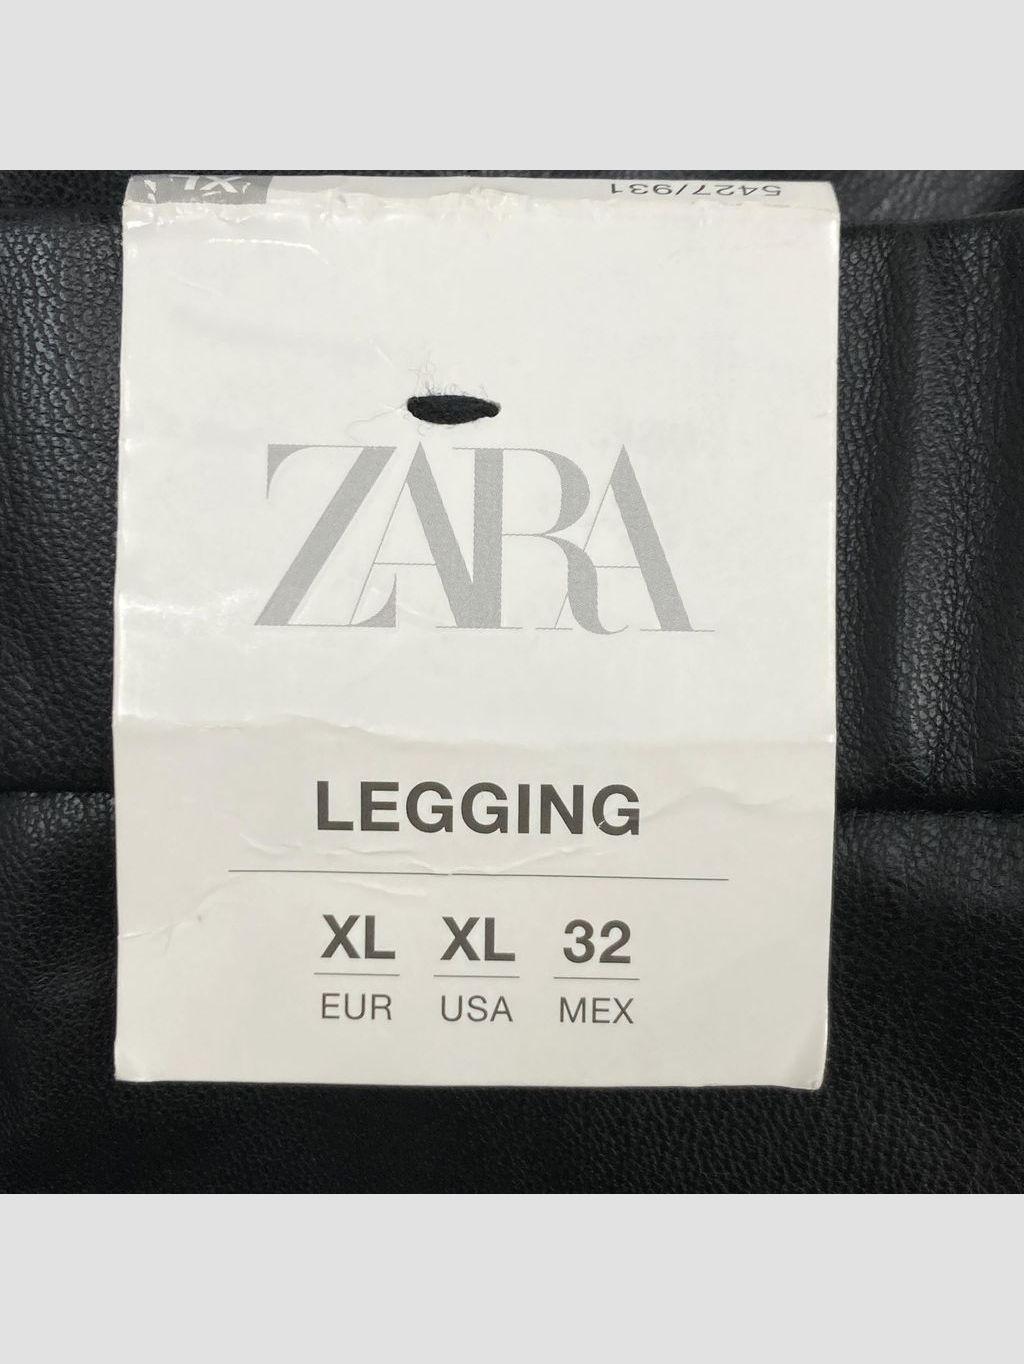 XL 5427/931
ZARA
LEGGING
XL XL 32
EUR USA MEX